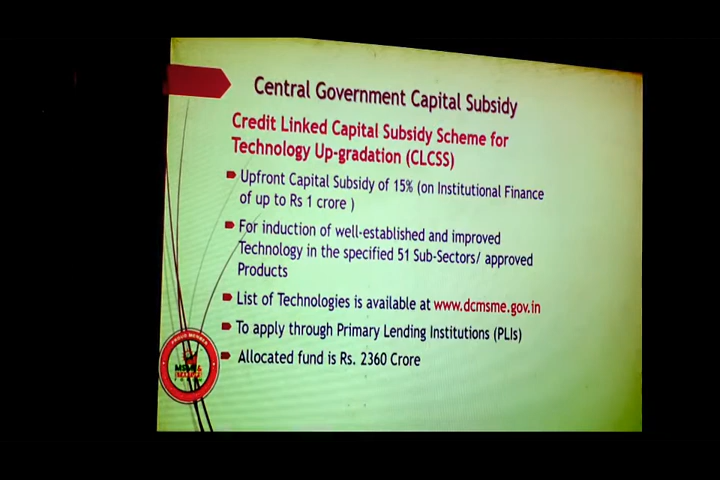 Central Government Capital Subsidy
Credit Linked Capital Subsidy Scheme for
Technology Up-gradation (CLCSS)
Upfront Capital Subsidy of 15% (on Institutional Finance
of up to Rs 1 crore )
For induction of well-established and improved
Technology in the specified 51 Sub-Sectors/ approved
Products
List of Technologies is available at www.dcmsme.gov.in
To apply through Primary Lending Institutions (PLIs)
Allocated fund is Rs. 2360 Crore
PROUD MEMBER